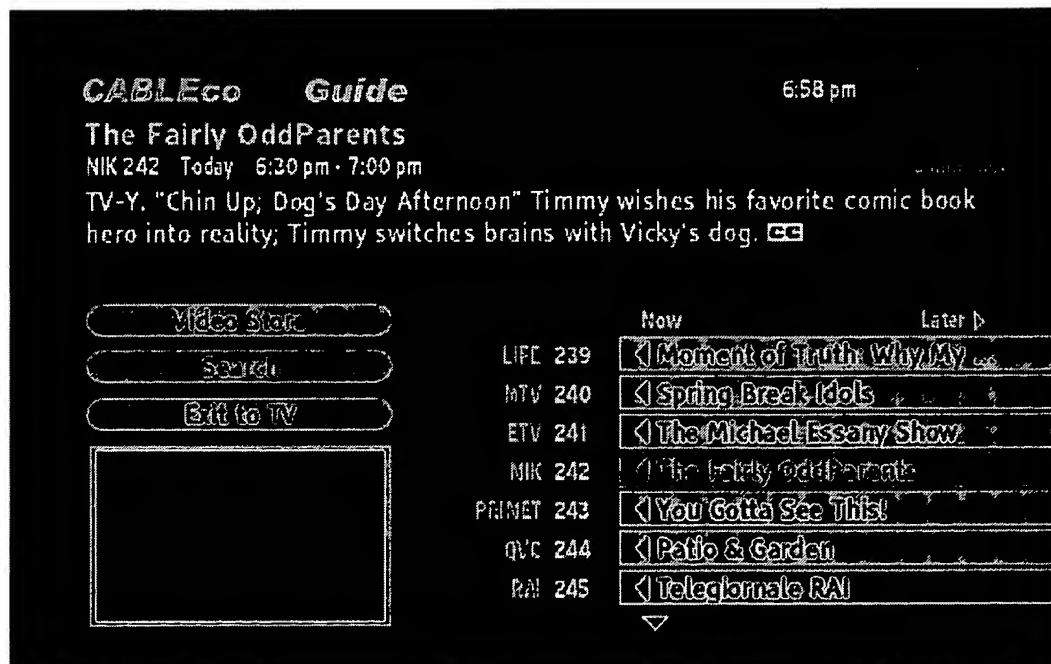 CABLEco Guide 6:58 pm
The Fairly OddParents
NIK 242 Today 6:30 pm - 7:00 pm
TV-Y. "Chin Up; Dog's Day Afternoon" Timmy wishes his favorite comic book
hero into reality; Timmy switches brains with Vicky's dog. CC
Video Store
Search
Exit to TV
Now Later
LIFE 239 Moment of Truth: Why My ...
MTV 240 Spring Break Idols
ETV 241 The Michael Essany Show
NIK 242 The Fairly OddParents
PRIMET 243 You Gotta See This!
QVC 244 Patio & Garden
RAI 245 Telegiornale RAI